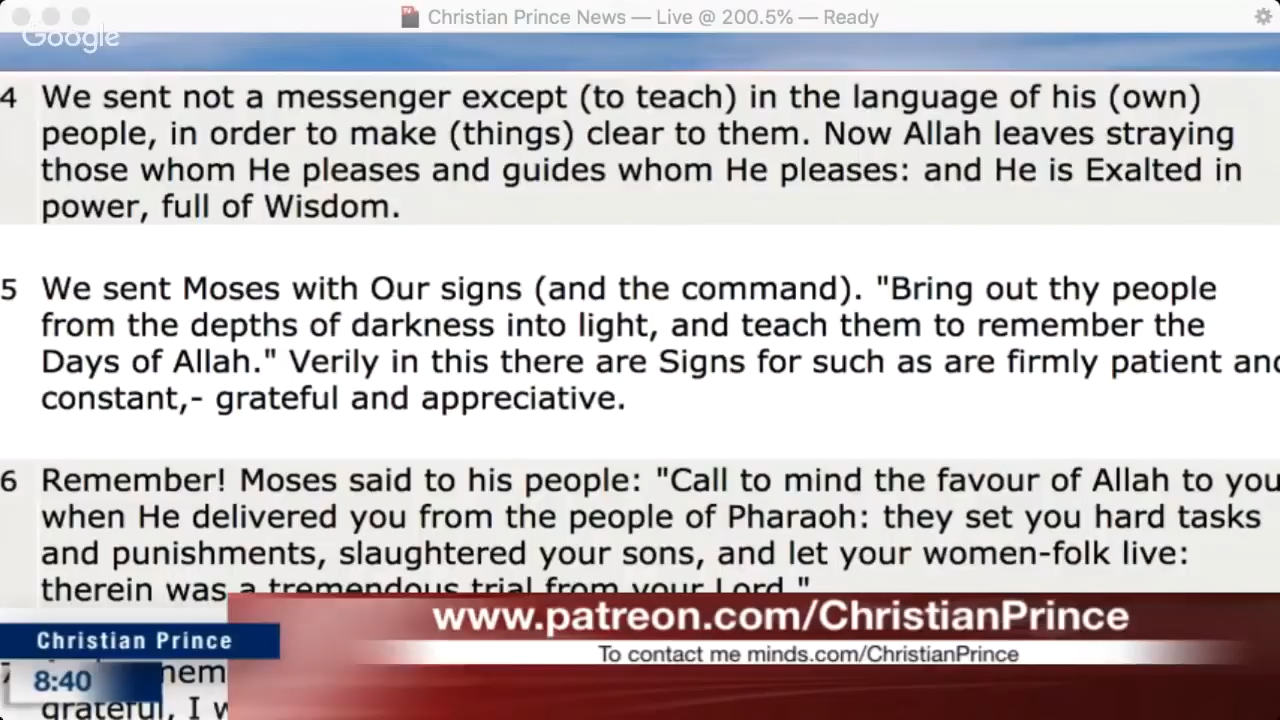 Christian Prince News — Live @ 200.5% — Ready
Google
4 We sent not a messenger except (to teach) in the language of his (own)
people, in order to make (things) clear to them. Now Allah leaves straying
those whom He pleases and guides whom He pleases: and He is Exalted in
power, full of Wisdom.
5 We sent Moses with Our signs (and the command). "Bring out thy people
from the depths of darkness into light, and teach them to remember the
Days of Allah." Verily in this there are Signs for such as are firmly patient and
constant,- grateful and appreciative.
6 Remember! Moses said to his people: "Call to mind the favour of Allah to you
when He delivered you from the people of Pharaoh: they set you hard tasks
and punishments, slaughtered your sons, and let your women-folk live:
therein was a tremendous trial from your Lord."
www.patreon.com/ChristianPrince
Christian Prince
To contact me minds.com/ChristianPrince
8:40
grateful, I